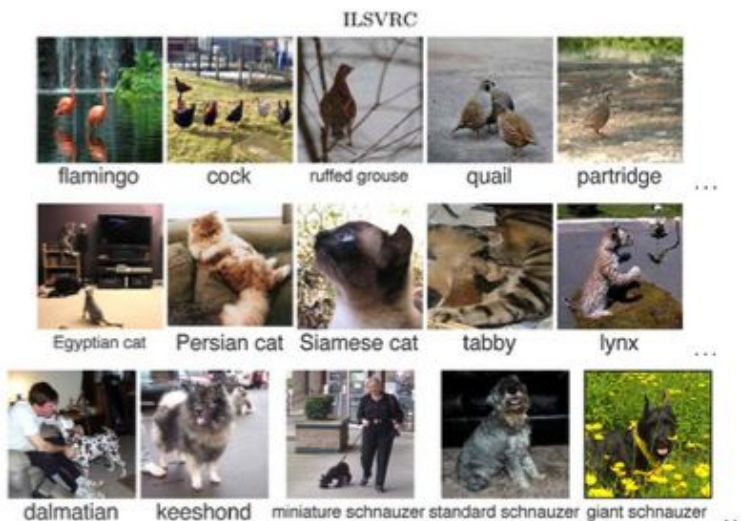 ILSVRC
flamingo cock ruffed grouse quail partridge ...
Egyptian cat Persian cat Siamese cat tabby lynx ...
dalmatian keeshond miniature schnauzer standard schnauzer giant schnauzer ...